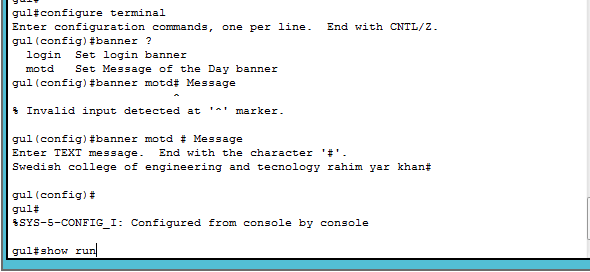 gul#
gul#configure terminal
Enter configuration commands, one per line.  End with CNTL/Z.
gul(config)#banner ?
  login  Set login banner
  motd   Set Message of the Day banner
gul(config)#banner motd# Message
                       ^
% Invalid input detected at '^' marker.

gul(config)#banner motd # Message
Enter TEXT message.  End with the character '#'.
Swedish college of engineering and tecnology rahim yar khan#

gul(config)#
gul#
%SYS-5-CONFIG_I: Configured from console by console

gul#show run